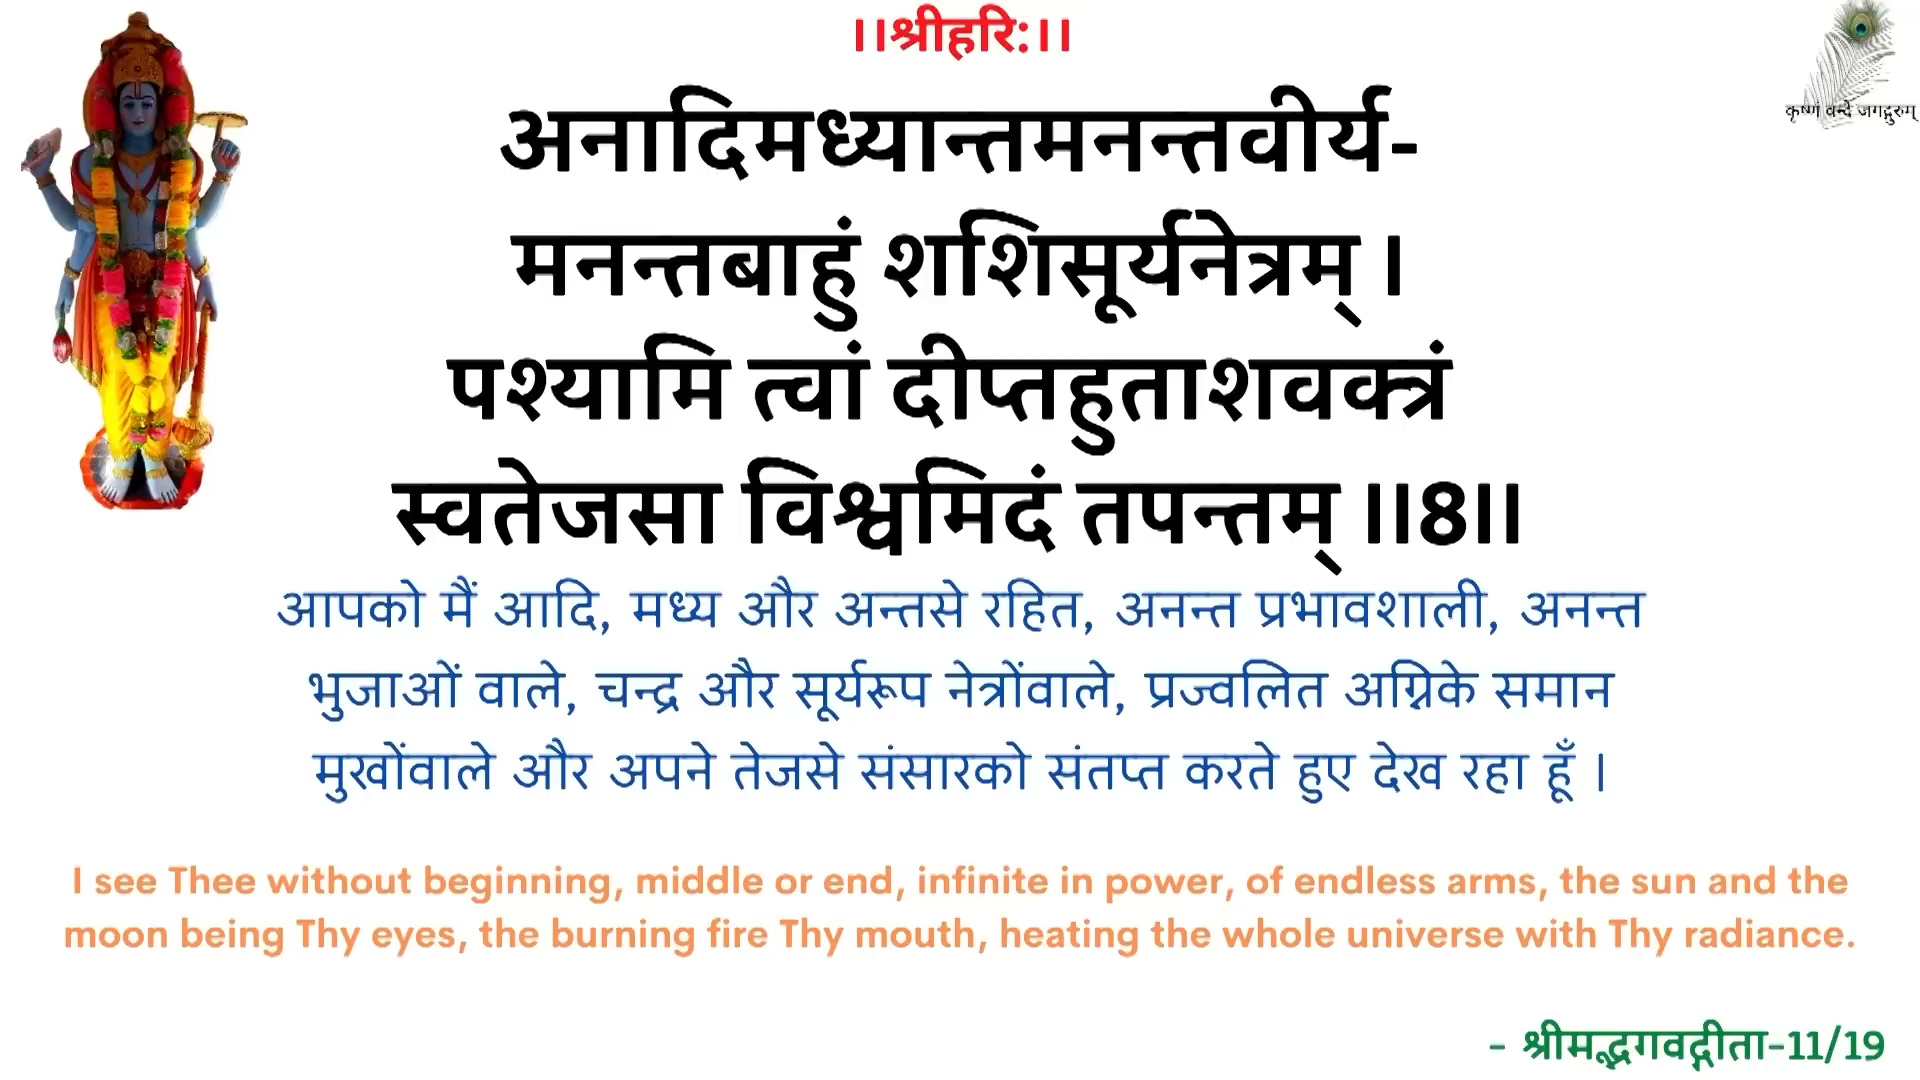 ।।श्रीहरि:।।
कृष्णं वन्दे जगद्गुरुम्
अनादिमध्यान्तमनन्तवीर्य-
मनन्तबाहुं शशिसूर्यनेत्रम् ।
पश्यामि त्वां दीप्तहुताशवक्त्रं
स्वतेजसा विश्वमिदं तपन्तम् ।।8।।
आपको मैं आदि, मध्य और अन्तसे रहित, अनन्त प्रभावशाली, अनन्त
भुजाओं वाले, चन्द्र और सूर्यरूप नेत्रोंवाले, प्रज्वलित अग्निके समान
मुखोंवाले और अपने तेजसे संसारको संतप्त करते हुए देख रहा हूँ ।
I see Thee without beginning, middle or end, infinite in power, of endless arms, the sun and the
moon being Thy eyes, the burning fire Thy mouth, heating the whole universe with Thy radiance.
- श्रीमद्भगवद्गीता-11/19